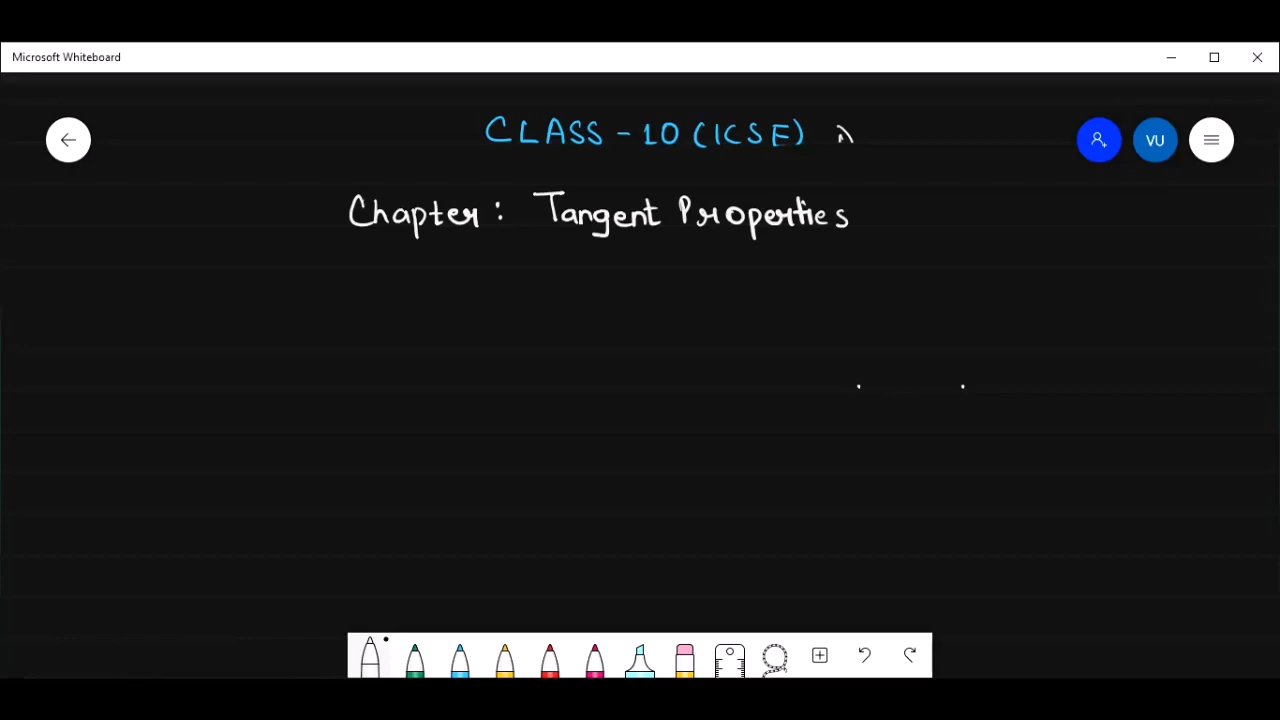 Microsoft Whiteboard
CLASS - 10 (ICSE)
VU
Chapter: Tangent Properties